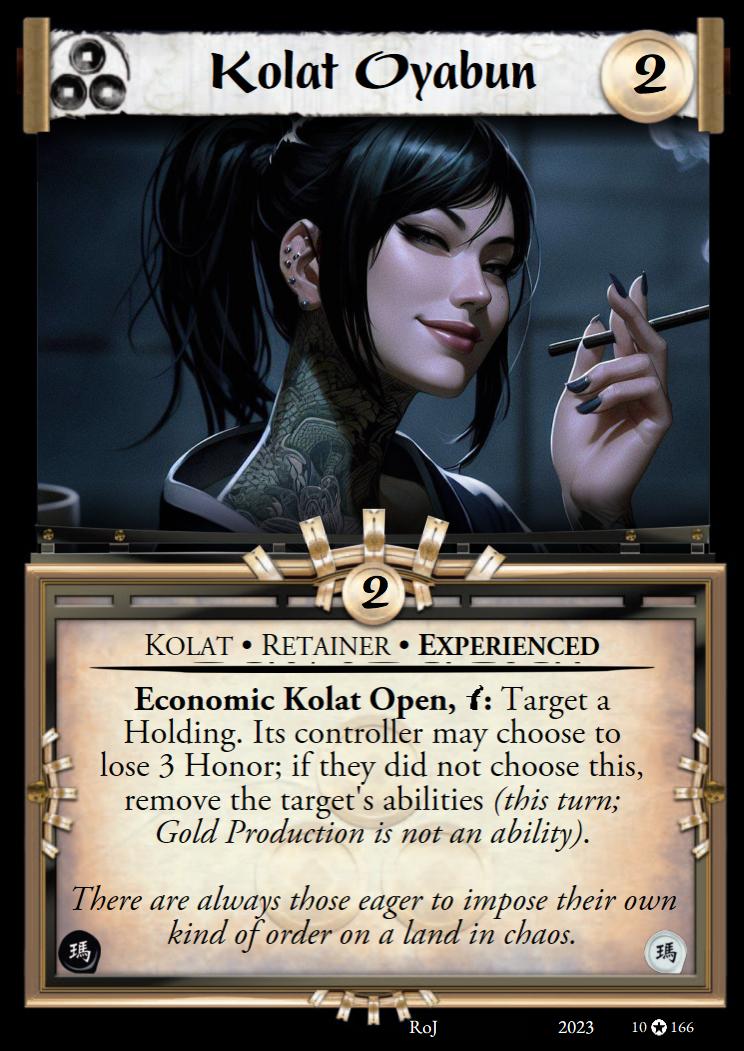 Kolat Oyabun
2
2
KOLAT • RETAINER • EXPERIENCED
Economic Kolat Open, : Target a
Holding. Its controller may choose to
lose 3 Honor; if they did not choose this,
remove the target's abilities (this turn;
Gold Production is not an ability).
There are always those eager to impose their own
kind of order on a land in chaos.
瑪
瑪
RoJ
2023
10 ✪ 166